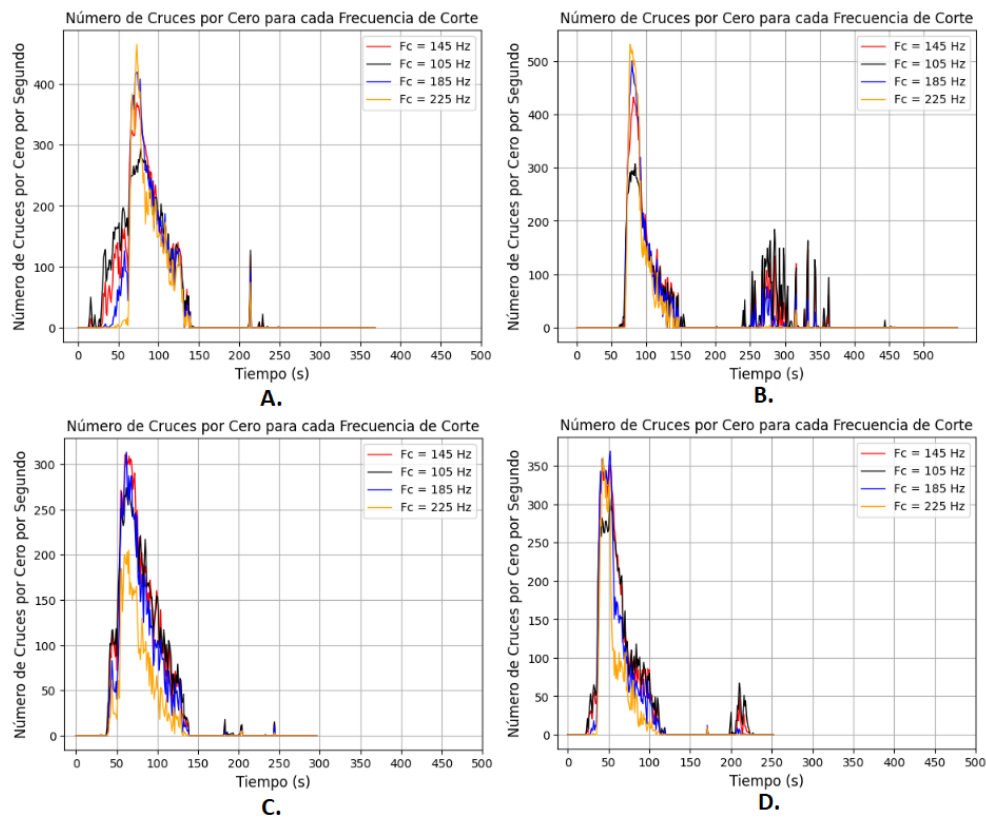 Número de Cruces por Cero para cada Frecuencia de Corte
Número de Cruces por Cero por Segundo
400
300
200
100
0
Fc = 145 Hz
Fc = 105 Hz
Fc = 185 Hz
Fc = 225 Hz
0 50 100 150 200 250 300 350 400 450 500
Tiempo (s)
A.
Número de Cruces por Cero para cada Frecuencia de Corte
Número de Cruces por Cero por Segundo
500
400
300
200
100
0
Fc = 145 Hz
Fc = 105 Hz
Fc = 185 Hz
Fc = 225 Hz
0 50 100 150 200 250 300 350 400 450 500
Tiempo (s)
B.
Número de Cruces por Cero para cada Frecuencia de Corte
Número de Cruces por Cero por Segundo
300
250
200
150
100
50
0
Fc = 145 Hz
Fc = 105 Hz
Fc = 185 Hz
Fc = 225 Hz
0 50 100 150 200 250 300 350 400 450 500
Tiempo (s)
C.
Número de Cruces por Cero para cada Frecuencia de Corte
Número de Cruces por Cero por Segundo
350
300
250
200
150
100
50
0
Fc = 145 Hz
Fc = 105 Hz
Fc = 185 Hz
Fc = 225 Hz
0 50 100 150 200 250 300 350 400 450 500
Tiempo (s)
D.